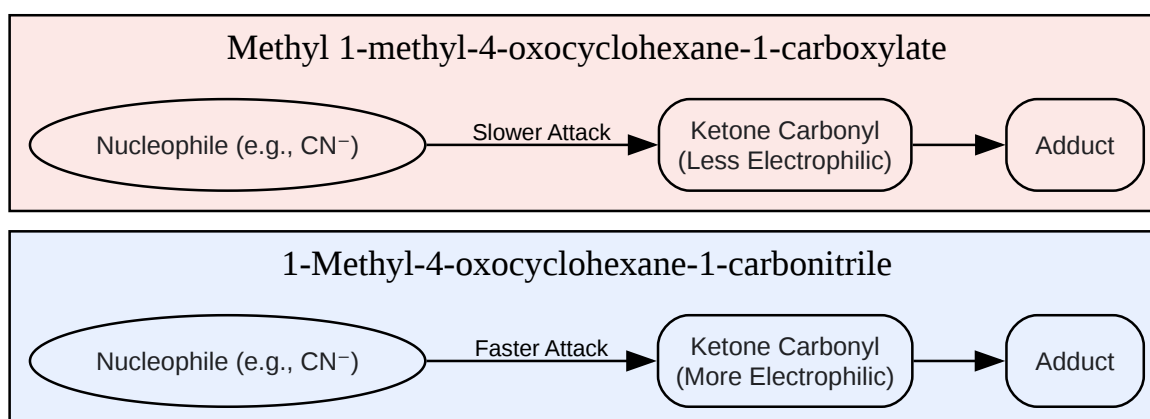 Methyl 1-methyl-4-oxocyclohexane-1-carboxylate
Nucleophile (e.g., CN⁻)
Slower Attack
Ketone Carbonyl
(Less Electrophilic)
Adduct
1-Methyl-4-oxocyclohexane-1-carbonitrile
Nucleophile (e.g., CN⁻)
Faster Attack
Ketone Carbonyl
(More Electrophilic)
Adduct